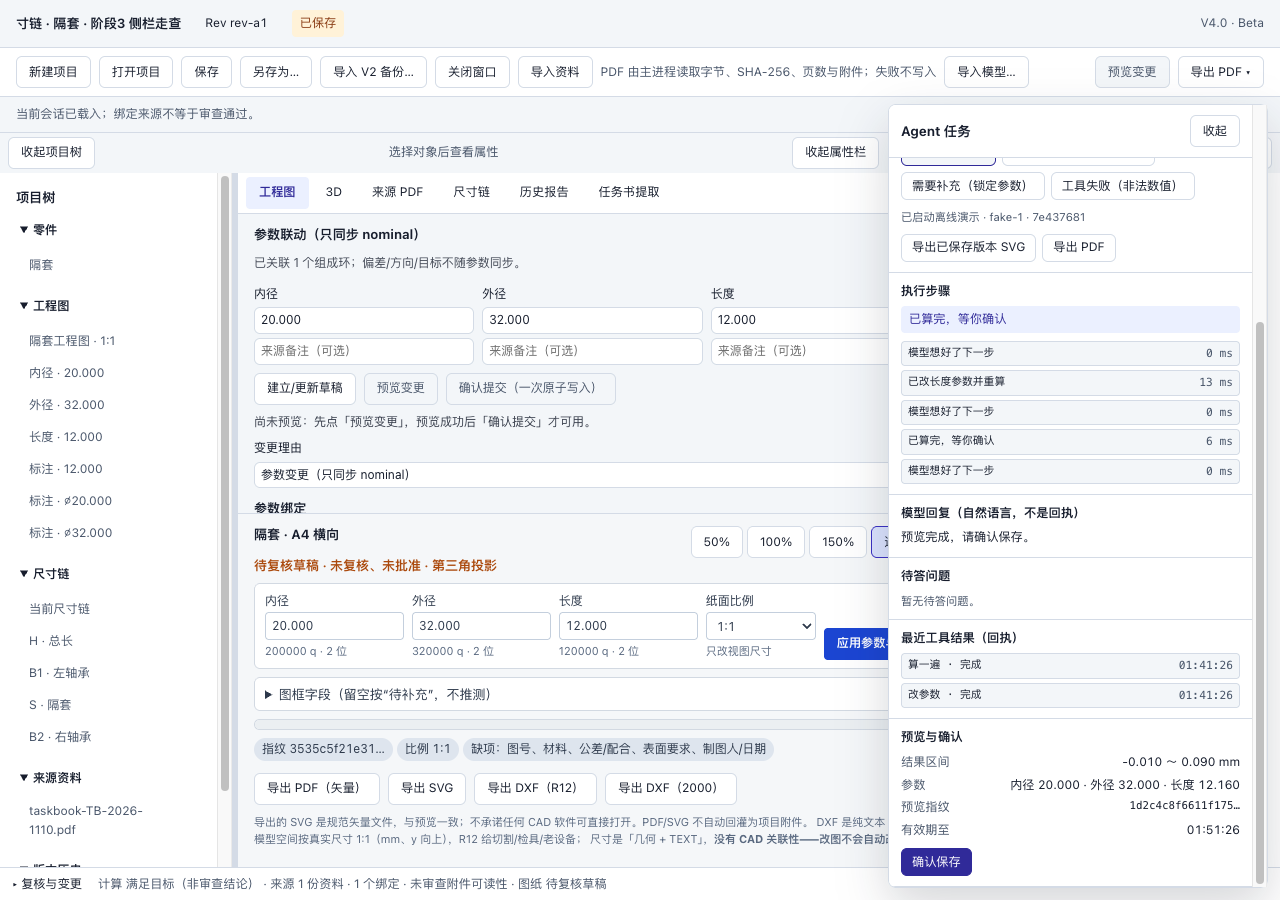 寸链 · 隔套 · 阶段3 侧栏走查 Rev rev-a1 已保存 V4.0 · Beta
新建项目 打开项目 保存 另存为… 导入 V2 备份… 关闭窗口 导入资料 PDF 由主进程读取字节、SHA-256、页数与附件；失败不写入 导入模型… 预览变更 导出 PDF ▾
当前会话已载入；绑定来源不等于审查通过。
收起项目树 选择对象后查看属性 收起属性栏
项目树
▼ 零件
隔套
▼ 工程图
隔套工程图 · 1:1
内径 · 20.000
外径 · 32.000
长度 · 12.000
标注 · 12.000
标注 · ⌀20.000
标注 · ⌀32.000
▼ 尺寸链
当前尺寸链
H · 总长
B1 · 左轴承
S · 隔套
B2 · 右轴承
▼ 来源资料
taskbook-TB-2026-
1110.pdf
工程图 3D 来源 PDF 尺寸链 历史报告 任务书提取
参数联动（只同步 nominal）
已关联 1 个组成环；偏差/方向/目标不随参数同步。
内径 外径 长度
20.000 32.000 12.000
来源备注（可选） 来源备注（可选） 来源备注（可选）
建立/更新草稿 预览变更 确认提交（一次原子写入）
尚未预览：先点「预览变更」，预览成功后「确认提交」才可用。
变更理由
参数变更（只同步 nominal）
参数绑定
隔套 · A4 横向 50% 100% 150%
待复核草稿 · 未复核、未批准 · 第三角投影
内径 外径 长度 纸面比例
20.000 32.000 12.000 1:1 应用参数
200000 q · 2 位 320000 q · 2 位 120000 q · 2 位 只改视图尺寸
▶ 图框字段（留空按“待补充”，不推测）
指纹 3535c5f21e31… 比例 1:1 缺项：图号、材料、公差/配合、表面要求、制图人/日期
导出 PDF（矢量） 导出 SVG 导出 DXF（R12） 导出 DXF（2000）
导出的 SVG 是规范矢量文件，与预览一致；不承诺任何 CAD 软件可直接打开。PDF/SVG 不自动回灌为项目附件。 DXF 是纯文本
模型空间按真实尺寸 1:1（mm、y 向上），R12 给切割/检具/老设备； 尺寸是「几何 + TEXT」，没有 CAD 关联性——改图不会自动
Agent 任务 收起
需要补充（锁定参数） 工具失败（非法数值）
已启动离线演示 · fake-1 · 7e437681
导出已保存版本 SVG 导出 PDF
执行步骤
已算完，等你确认
模型想好了下一步 0 ms
已改长度参数并重算 13 ms
模型想好了下一步 0 ms
已算完，等你确认 6 ms
模型想好了下一步 0 ms
模型回复（自然语言，不是回执）
预览完成，请确认保存。
待答问题
暂无待答问题。
最近工具结果（回执）
算一遍 · 完成 01:41:26
改参数 · 完成 01:41:26
预览与确认
结果区间 -0.010 ～ 0.090 mm
参数 内径 20.000 · 外径 32.000 · 长度 12.160
预览指纹 1d2c4c8f6611f175…
有效期至 01:51:26
确认保存
▸ 复核与变更 计算 满足目标（非审查结论） · 来源 1 份资料 · 1 个绑定 · 未审查附件可读性 · 图纸 待复核草稿